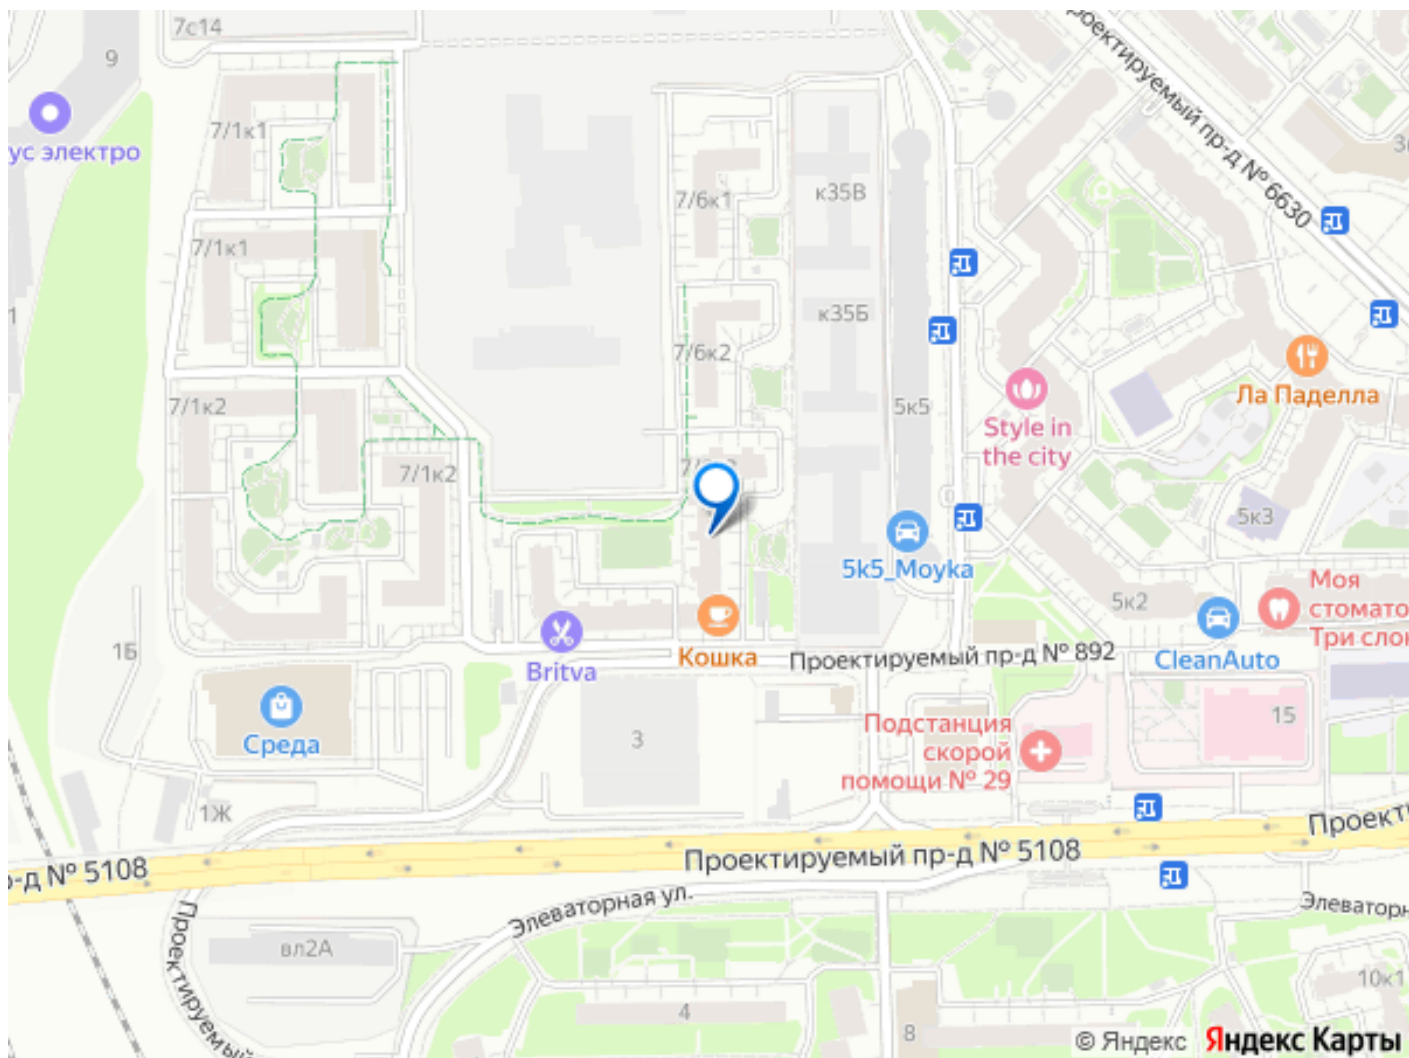 7с14
9
ус электро
7/1к1
7/1к1
7/1к2
7/1к2
7/6к1
7/6к2
к35В
к35Б
5к5
Проектируемый пр-д № 6630
Ла Паделла
Style in
the city
5к3
5к2
5k5_Moyka
Моя
стомато
Три слон
CleanAuto
Britva
Кошка
Проектируемый пр-д № 892
1Б
Среда
3
15
Подстанция
скорой
помощи № 29
1Ж
Проектируемый пр-д № 5108
Проект
-д № 5108
Элеваторная ул.
Элеваторн
Проектируемый
вл2А
4
8
10к1
© Яндекс Яндекс Карты